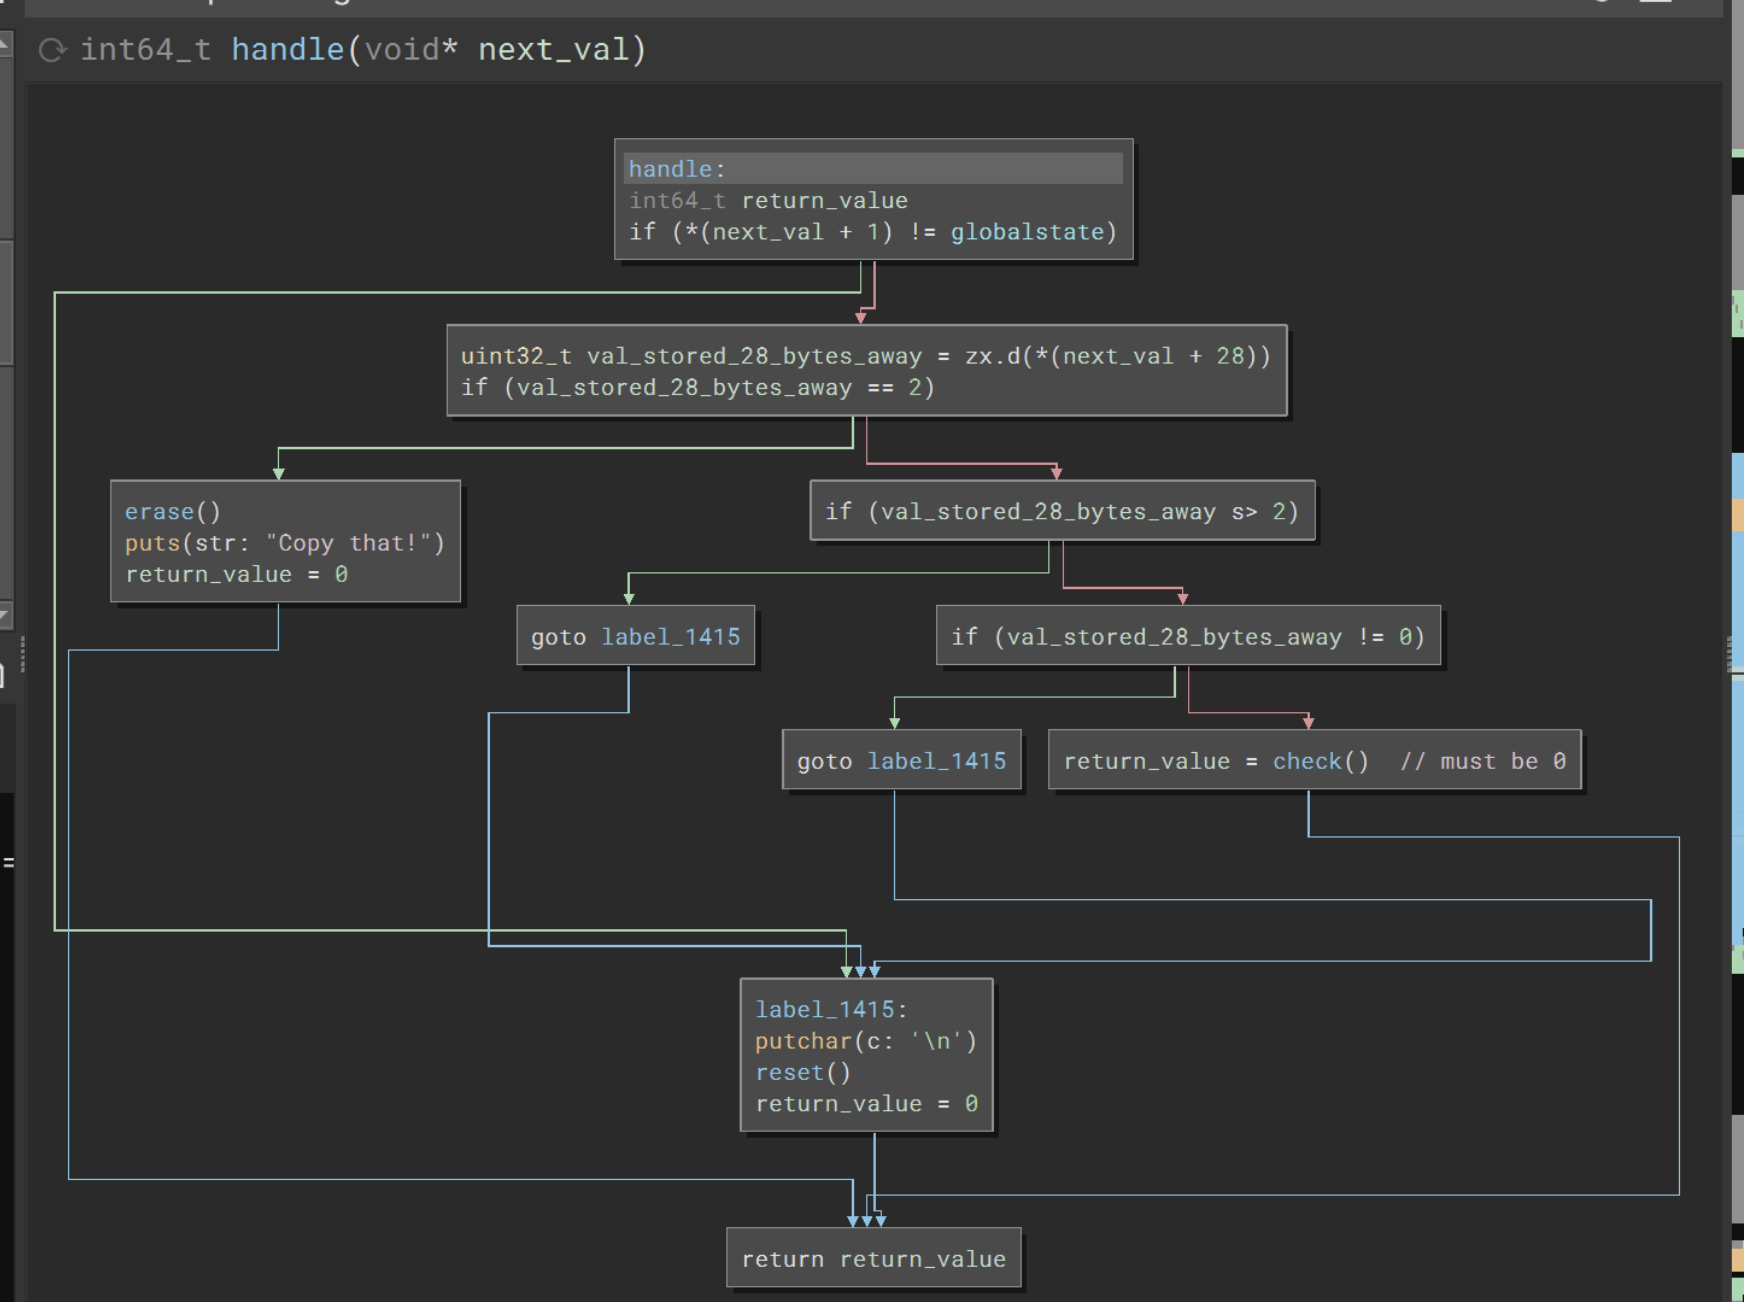 int64_t handle(void* next_val)
handle:
int64_t return_value
if (*(next_val + 1) != globalstate)
uint32_t val_stored_28_bytes_away = zx.d(*(next_val + 28))
if (val_stored_28_bytes_away == 2)
erase()
puts(str: "Copy that!")
return_value = 0
if (val_stored_28_bytes_away s> 2)
goto label_1415
if (val_stored_28_bytes_away != 0)
goto label_1415
return_value = check()  // must be 0
label_1415:
putchar(c: '\n')
reset()
return_value = 0
return return_value